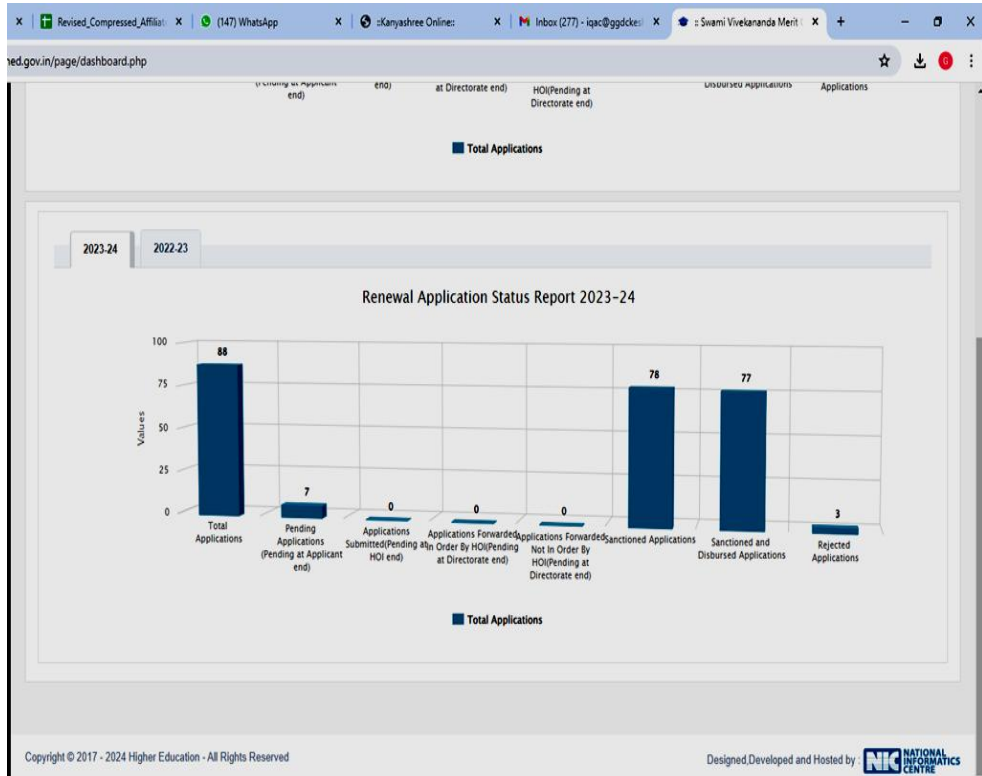 Revised_Compressed_Affiliat
(147) WhatsApp
::Kanyashree Online::
Inbox (277) - iqac@ggdckes
:: Swami Vivekananda Merit
ned.gov.in/page/dashboard.php
G
(Pending at Applicant
end)
end)
at Directorate end)
HOI(Pending at
Directorate end)
Disbursed Applications
Applications
Total Applications
2023-24
2022-23
Renewal Application Status Report 2023-24
Values
100
75
50
25
0
88
7
0
0
0
78
77
3
Total
Applications
Pending
Applications
(Pending at Applicant
end)
Applications
Submitted(Pending at
HOI end)
Applications Forwarded
In Order By HOI(Pending
at Directorate end)
Applications Forwarded
Not In Order By
HOI(Pending at
Directorate end)
Sanctioned Applications
Sanctioned and
Disbursed Applications
Rejected
Applications
Total Applications
Copyright © 2017 - 2024 Higher Education - All Rights Reserved
Designed,Developed and Hosted by :
NIC NATIONAL
INFORMATICS
CENTRE